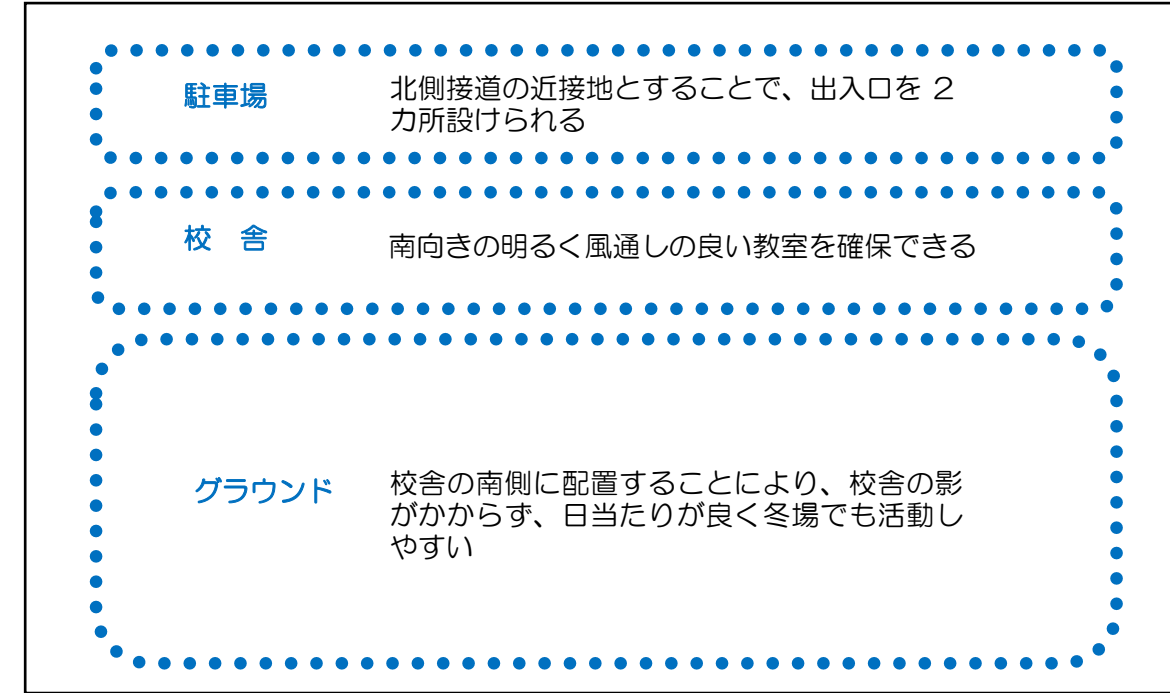 駐車場
北側接道の近接地とすることで、出入口を 2
カ所設けられる
校　舎
南向きの明るく風通しの良い教室を確保できる
グラウンド
校舎の南側に配置することにより、校舎の影
がかからず、日当たりが良く冬場でも活動し
やすい